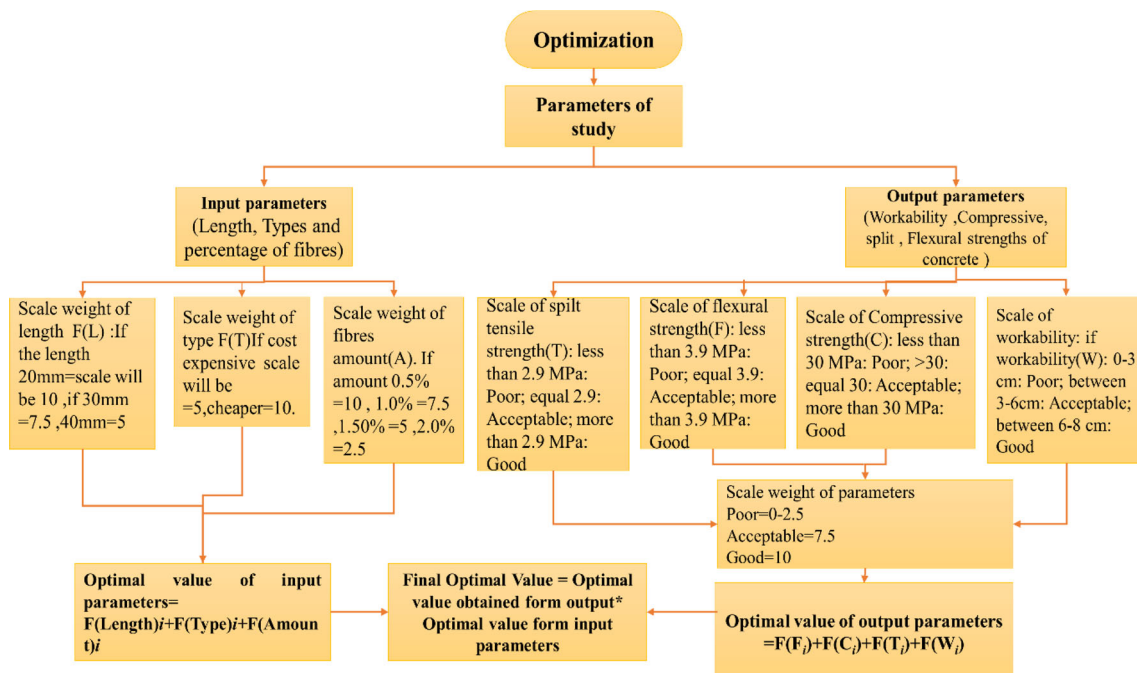 Optimization
Parameters of
study
Input parameters
(Length, Types and
percentage of fibres)
Output parameters
(Workability ,Compressive,
split , Flexural strengths of
concrete )
Scale weight of
length F(L) :If
the length
20mm=scale will
be 10 ,if 30mm
=7.5 ,40mm=5
Scale weight of
type F(T)If cost
expensive scale
will be
=5,cheaper=10.
Scale weight of
fibres
amount(A). If
amount 0.5%
=10 , 1.0% =7.5
,1.50% =5 ,2.0%
=2.5
Scale of spilt
tensile
strength(T): less
than 2.9 MPa:
Poor; equal 2.9:
Acceptable; more
than 2.9 MPa:
Good
Scale of flexural
strength(F): less
than 3.9 MPa:
Poor; equal 3.9:
Acceptable; more
than 3.9 MPa:
Good
Scale of Compressive
strength(C): less than
30 MPa: Poor; >30:
equal 30: Acceptable;
more than 30 MPa:
Good
Scale of
workability: if
workability(W): 0-3
cm: Poor; between
3-6cm: Acceptable;
between 6-8 cm:
Good
Scale weight of parameters
Poor=0-2.5
Acceptable=7.5
Good=10
Optimal value of input
parameters=
F(Length)i+F(Type)i+F(Amoun
t)i
Final Optimal Value = Optimal
value obtained form output*
Optimal value form input
parameters
Optimal value of output parameters
=F(Fi)+F(Ci)+F(Ti)+F(Wi)